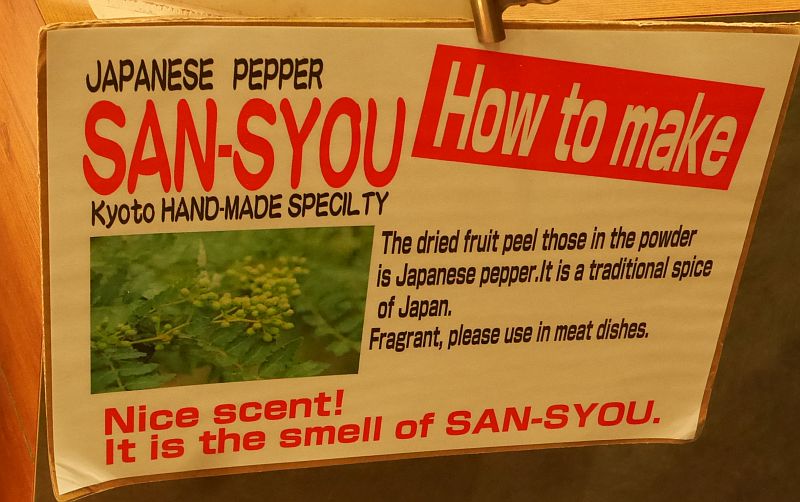 JAPANESE PEPPER
SAN-SYOU
Kyoto HAND-MADE SPECILTY
How to make
The dried fruit peel those in the powder
is Japanese pepper.It is a traditional spice
of Japan.
Fragrant, please use in meat dishes.
Nice scent!
It is the smell of SAN-SYOU.